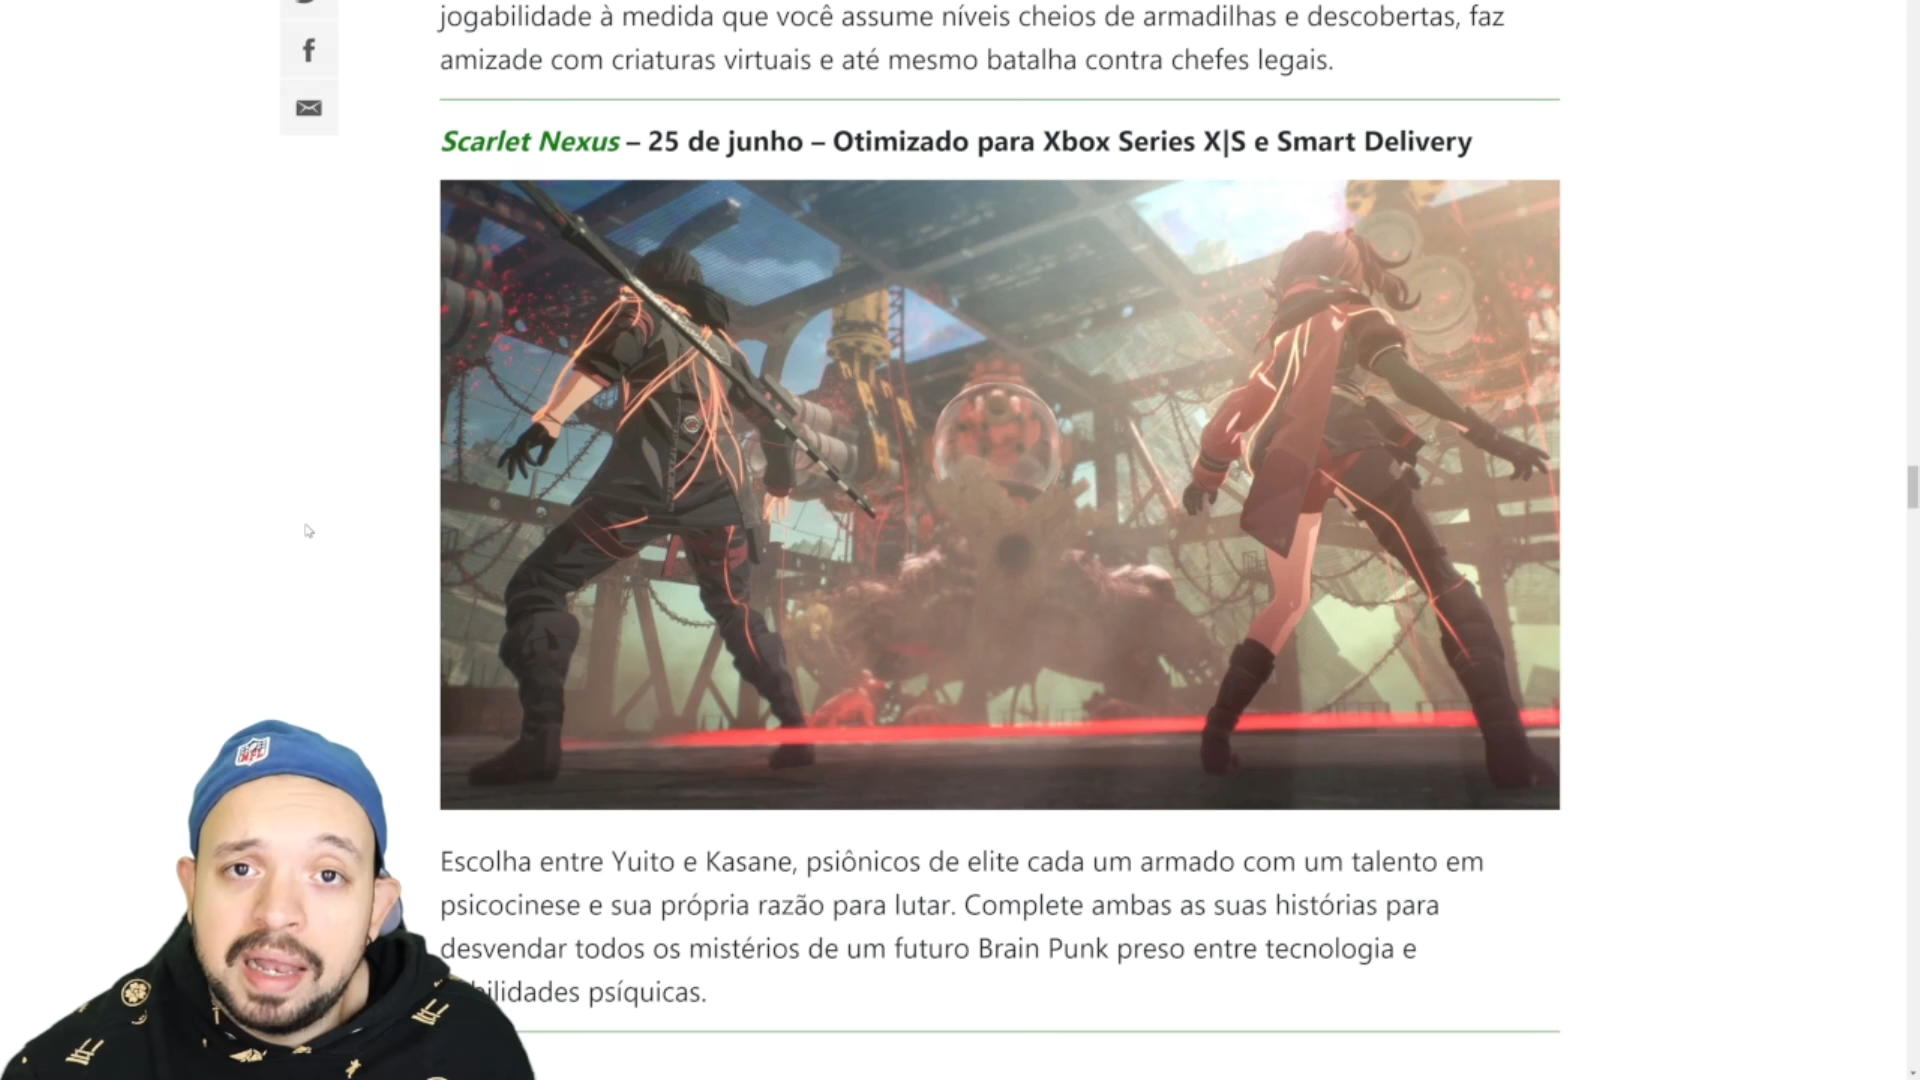 jogabilidade à medida que você assume níveis cheios de armadilhas e descobertas, faz
amizade com criaturas virtuais e até mesmo batalha contra chefes legais.
Scarlet Nexus – 25 de junho – Otimizado para Xbox Series X|S e Smart Delivery
Escolha entre Yuito e Kasane, psiônicos de elite cada um armado com um talento em
psicocinese e sua própria razão para lutar. Complete ambas as suas histórias para
desvendar todos os mistérios de um futuro Brain Punk preso entre tecnologia e
bilidades psíquicas.
NFL